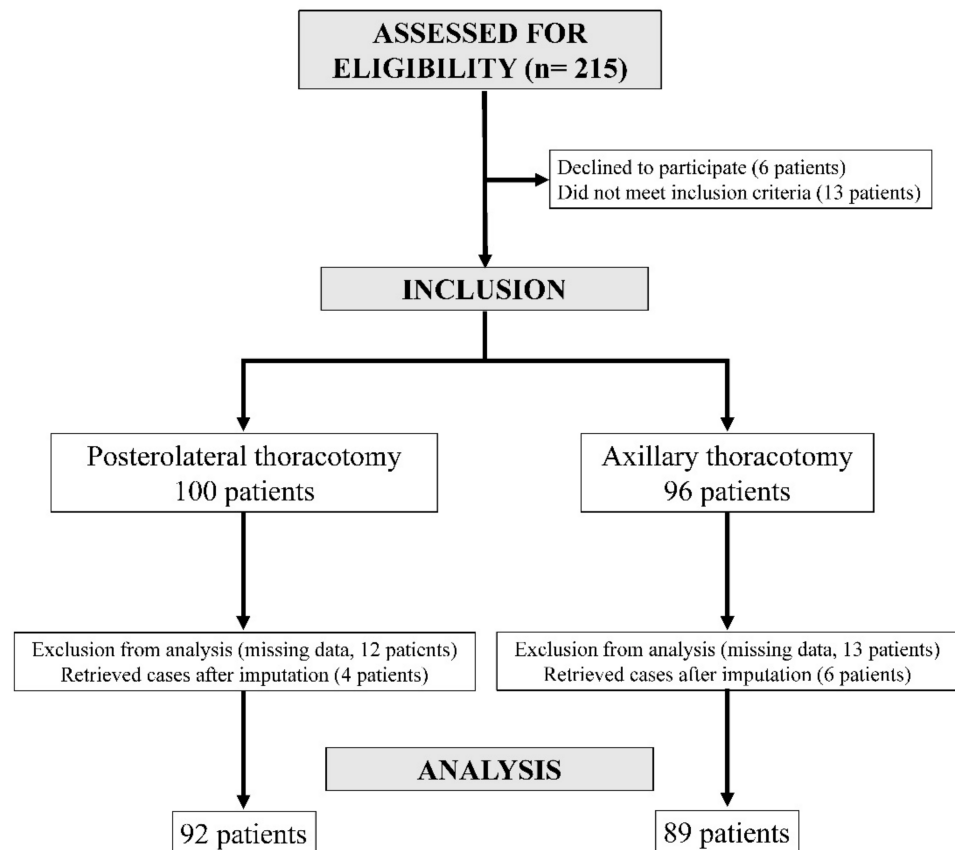 ASSESSED FOR
ELIGIBILITY (n= 215)
Declined to participate (6 patients)
Did not meet inclusion criteria (13 patients)
INCLUSION
Posterolateral thoracotomy
100 patients
Axillary thoracotomy
96 patients
Exclusion from analysis (missing data, 12 patients)
Retrieved cases after imputation (4 patients)
Exclusion from analysis (missing data, 13 patients)
Retrieved cases after imputation (6 patients)
ANALYSIS
92 patients
89 patients